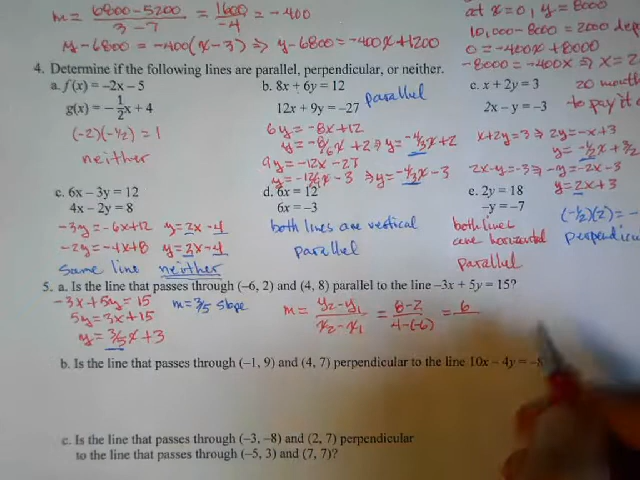 m = 6800-5200 / 3-7 = 1600/-4 = -400
y-6800 = -400(x-3) ⇒ y-6800 = -400x+1200
at x=0, y=8000
10,000-8000 = 2000
0 = -400x+8000
-8000 = -400x ⇒ x=2
to pay it
4. Determine if the following lines are parallel, perpendicular, or neither.
a. f(x) = –2x – 5
g(x) = –1/2x + 4
(-2)(-1/2) = 1
neither
b. 8x + 6y = 12
12x + 9y = –27
parallel
6y = -8x+12
y = -8/6x+2 ⇒ y = -4/3x+2
9y = -12x-27
⇒ y = -4/3x-3
c. x + 2y = 3
2x – y = –3
x+2y=3 ⇒ 2y=-x+3
y = -1/2x+3/2
2x-y=-3 ⇒ -y=-2x-3
y = 2x+3
(-1/2)(2) = -
c. 6x – 3y = 12
4x – 2y = 8
-3y = -6x+12 y = 2x-4
-2y = -4x+8 y = 2x-4
same line neither
d. 6x = 12
6x = –3
both lines are vertical
parallel
e. 2y = 18
–y = –7
both lines
are horizontal
parallel
5. a. Is the line that passes through (–6, 2) and (4, 8) parallel to the line –3x + 5y = 15?
-3x+5y=15 m=3/5 slope
5y=3x+15
y = 3/5x+3
m = y₂-y₁ / x₂-x₁ = 8-2 / 4-(-6) = 6
b. Is the line that passes through (–1, 9) and (4, 7) perpendicular to the line 10x – 4y = –8
c. Is the line that passes through (–3, –8) and (2, 7) perpendicular
to the line that passes through (–5, 3) and (7, 7)?